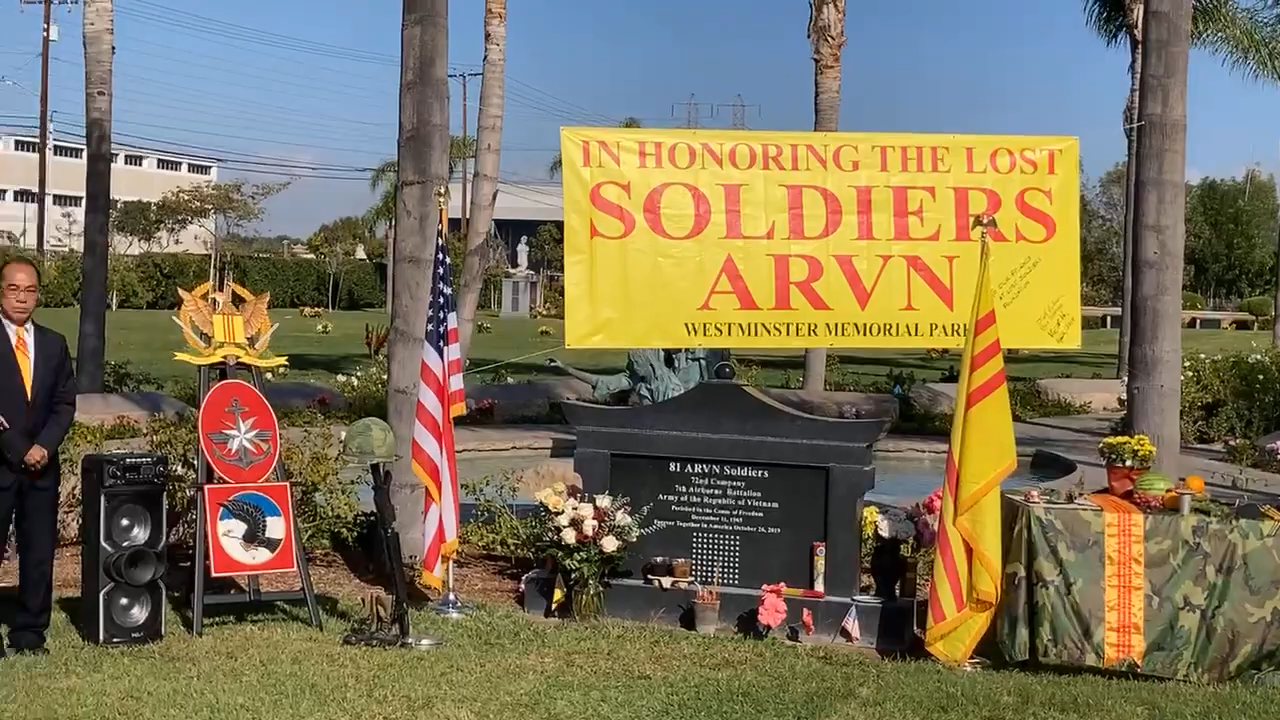 IN HONORING THE LOST
SOLDIERS
ARVN
WESTMINSTER MEMORIAL PARK
81 ARVN Soldiers
72nd Company
7th Airborne Battalion
Army of the Republic of Vietnam
Perished in the Cause of Freedom
December 11, 1965
Forever Together in America October 26, 2019